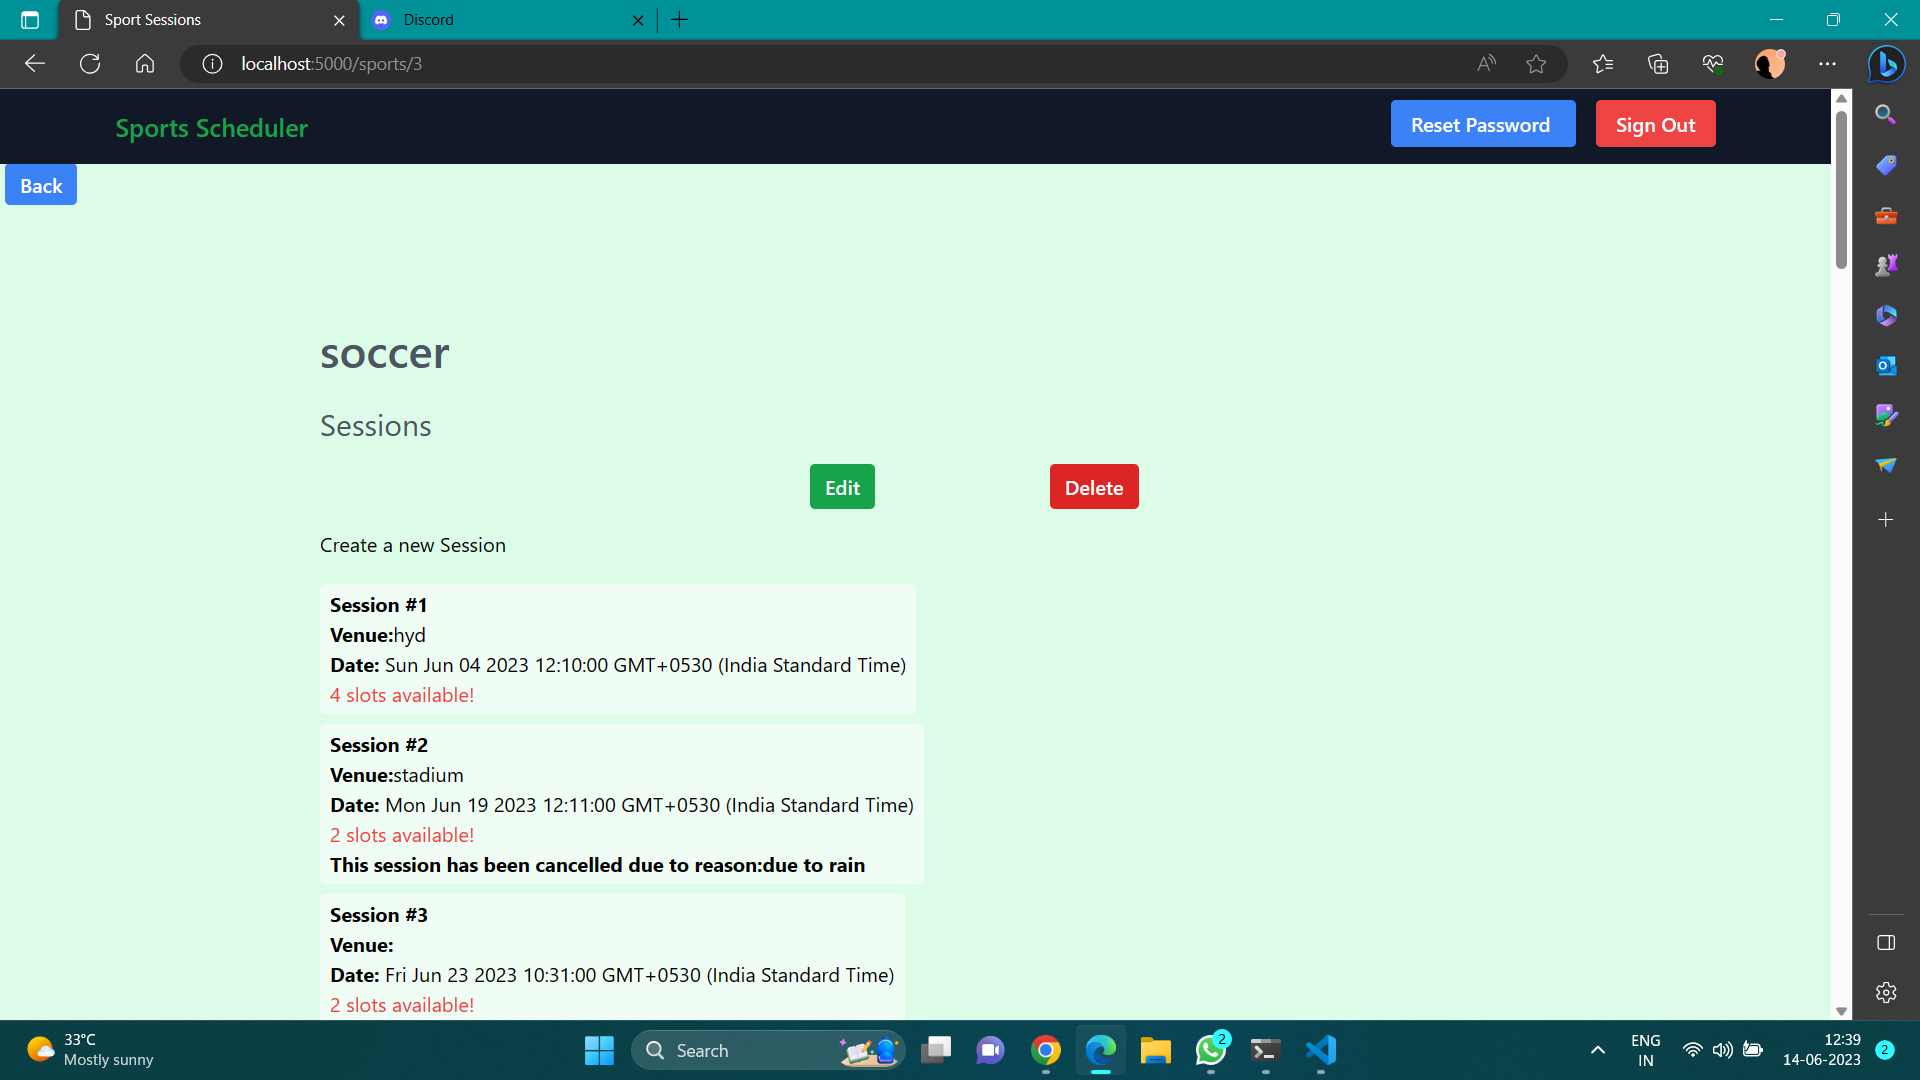 Sport Sessions
Discord
localhost:5000/sports/3
Sports Scheduler
Reset Password
Sign Out
Back
soccer
Sessions
Edit
Delete
Create a new Session
Session #1
Venue:hyd
Date: Sun Jun 04 2023 12:10:00 GMT+0530 (India Standard Time)
4 slots available!
Session #2
Venue:stadium
Date: Mon Jun 19 2023 12:11:00 GMT+0530 (India Standard Time)
2 slots available!
This session has been cancelled due to reason:due to rain
Session #3
Venue:
Date: Fri Jun 23 2023 10:31:00 GMT+0530 (India Standard Time)
2 slots available!
33°C
Mostly sunny
Search
2
ENG
IN
12:39
14-06-2023
2